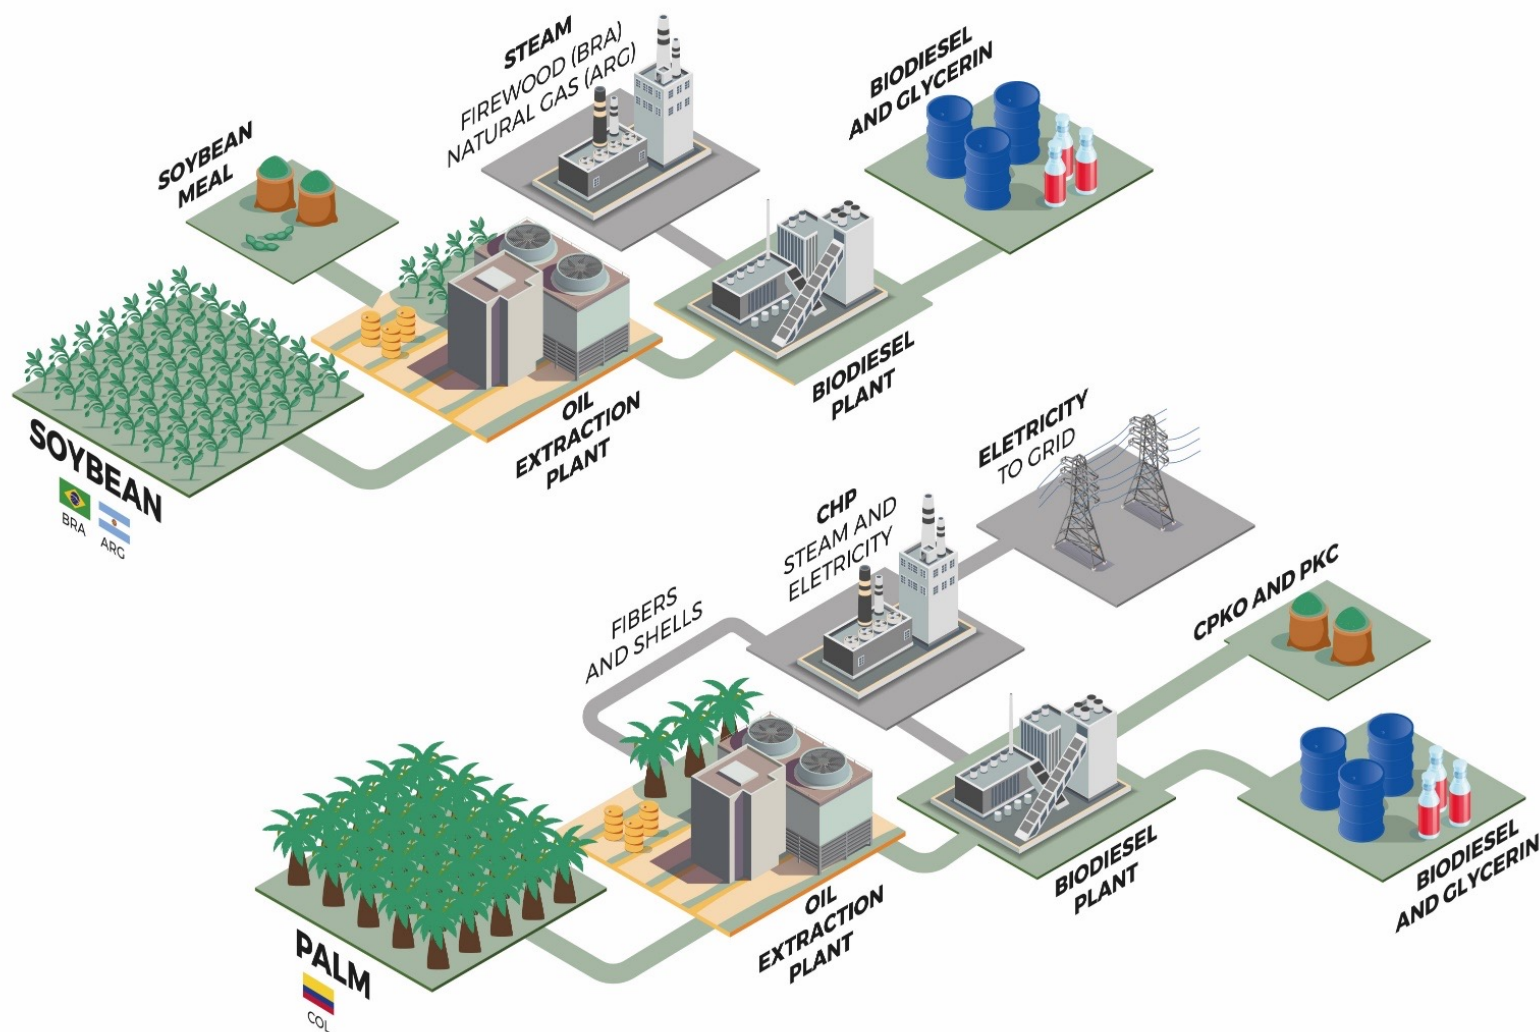 STEAM
FIREWOOD (BRA)
NATURAL GAS (ARG)
BIODIESEL
AND GLYCERIN
SOYBEAN
MEAL
OIL
EXTRACTION
PLANT
BIODIESEL
PLANT
SOYBEAN
BRA
ARG
ELETRICITY
TO GRID
CHP
STEAM AND
ELETRICITY
FIBERS
AND SHELLS
CPKO AND PKC
BIODIESEL
AND GLYCERIN
BIODIESEL
PLANT
OIL
EXTRACTION
PLANT
PALM
COL